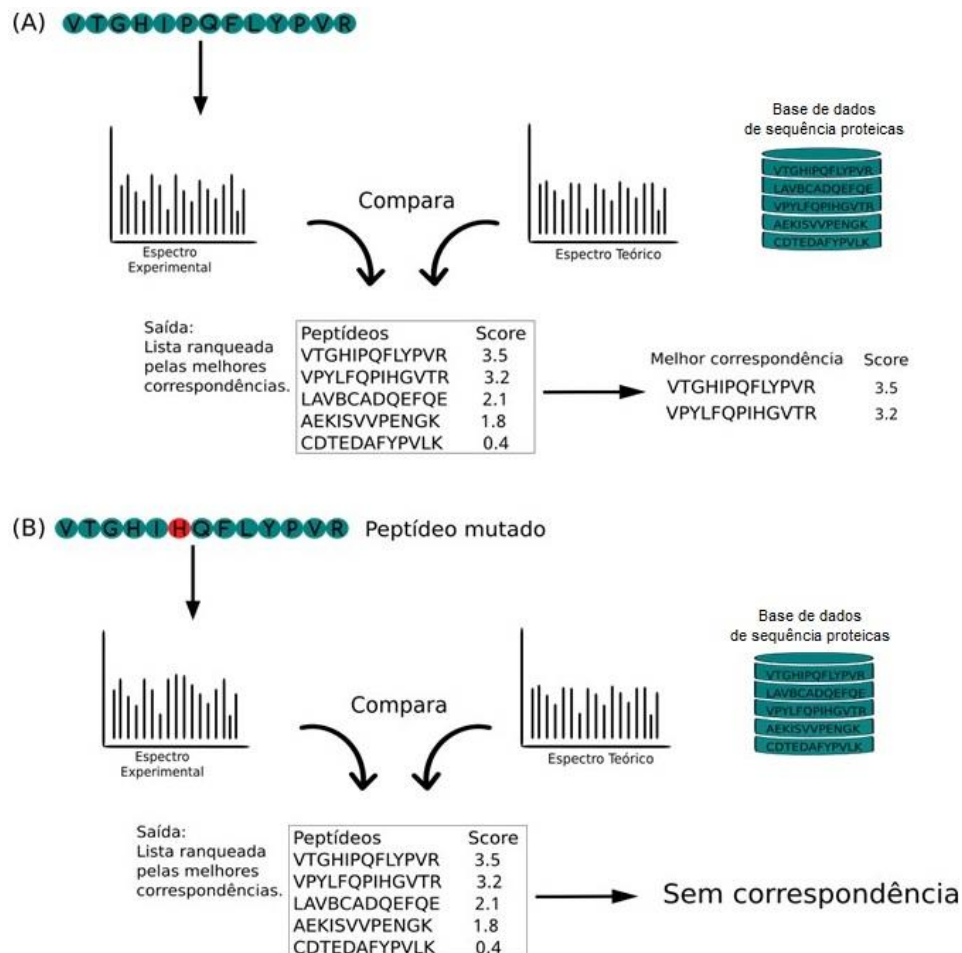 (A) VTGHIPQFLYPVR
Base de dados
de sequência proteicas
VTGHIPQFLYPVR
LAVBCADQEFQE
VPYLFQPIHGVTR
AEKISVVPENGK
CDTEDAFYPVLK
Compara
Espectro
Experimental
Espectro Teórico
Saída:
Lista ranqueada
pelas melhores
correspondências.
Peptídeos Score
VTGHIPQFLYPVR 3.5
VPYLFQPIHGVTR 3.2
LAVBCADQEFQE 2.1
AEKISVVPENGK 1.8
CDTEDAFYPVLK 0.4
Melhor correspondência Score
VTGHIPQFLYPVR 3.5
VPYLFQPIHGVTR 3.2
(B) VTGHIHQFLYPVR Peptídeo mutado
Base de dados
de sequência proteicas
VTGHIPQFLYPVR
LAVBCADQEFQE
VPYLFQPIHGVTR
AEKISVVPENGK
CDTEDAFYPVLK
Compara
Espectro
Experimental
Espectro Teórico
Saída:
Lista ranqueada
pelas melhores
correspondências.
Peptídeos Score
VTGHIPQFLYPVR 3.5
VPYLFQPIHGVTR 3.2
LAVBCADQEFQE 2.1
AEKISVVPENGK 1.8
CDTEDAFYPVLK 0.4
Sem correspondência